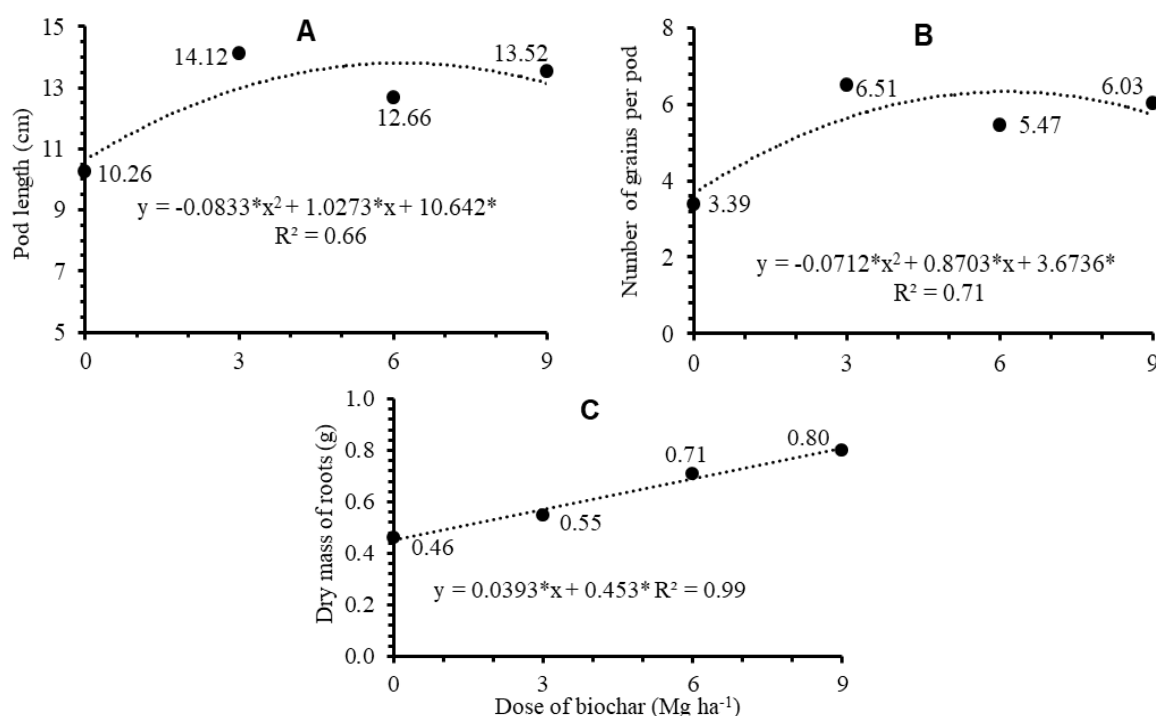 A
Pod length (cm)
15
13
11
9
7
5
14.12
13.52
12.66
10.26
y = -0.0833*x² + 1.0273*x + 10.642*
R² = 0.66
0 3 6 9
B
Number of grains per pod
8
6
4
2
0
6.51
6.03
5.47
3.39
y = -0.0712*x² + 0.8703*x + 3.6736*
R² = 0.71
0 3 6 9
C
Dry mass of roots (g)
1.0
0.8
0.6
0.4
0.2
0.0
0.80
0.71
0.55
0.46
y = 0.0393*x + 0.453* R² = 0.99
0 3 6 9
Dose of biochar (Mg ha⁻¹)